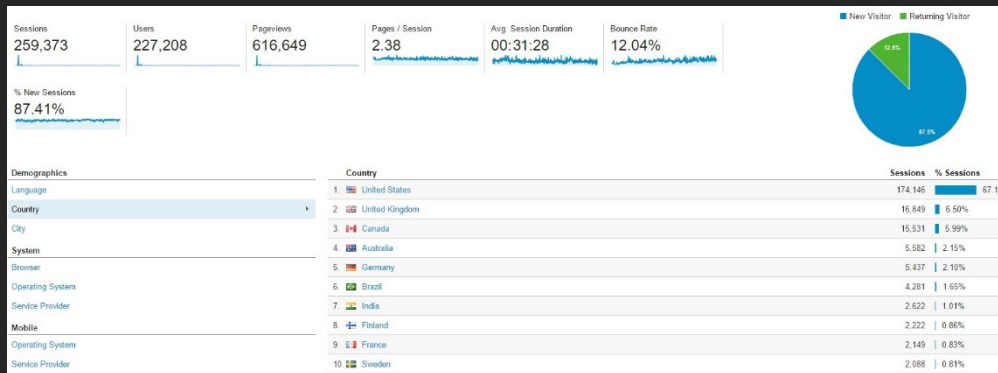 New Visitor Returning Visitor
Sessions Users Pageviews Pages / Session Avg. Session Duration Bounce Rate
259,373 227,208 616,649 2.38 00:31:28 12.04%
12.6%
% New Sessions
87.41%
87.5%
Demographics Country Sessions % Sessions
Language 1. United States 174,146 67.1
Country 2. United Kingdom 16,849 6.50%
City 3. Canada 15,531 5.99%
System 4. Australia 5,582 2.15%
Browser 5. Germany 5,437 2.10%
Operating System 6. Brazil 4,281 1.65%
Service Provider 7. India 2,622 1.01%
Mobile 8. Finland 2,222 0.86%
Operating System 9. France 2,149 0.83%
Service Provider 10. Sweden 2,088 0.81%